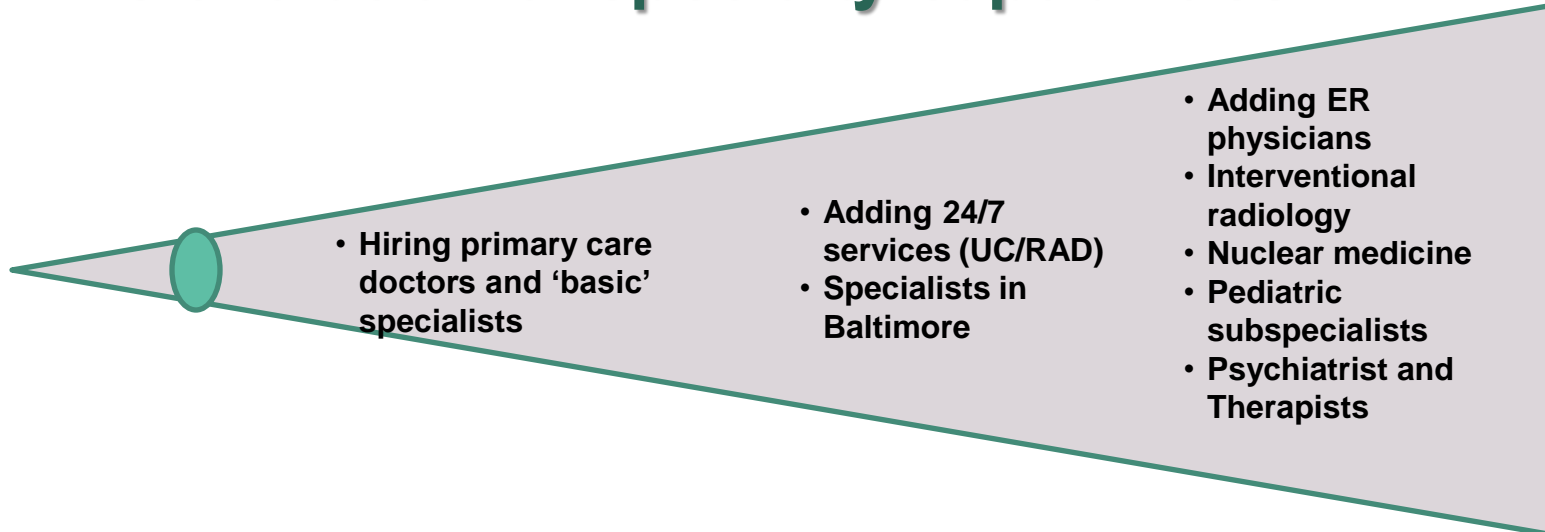 • Hiring primary care
doctors and ‘basic’
specialists
• Adding 24/7
services (UC/RAD)
• Specialists in
Baltimore
• Adding ER
physicians
• Interventional
radiology
• Nuclear medicine
• Pediatric
subspecialists
• Psychiatrist and
Therapists